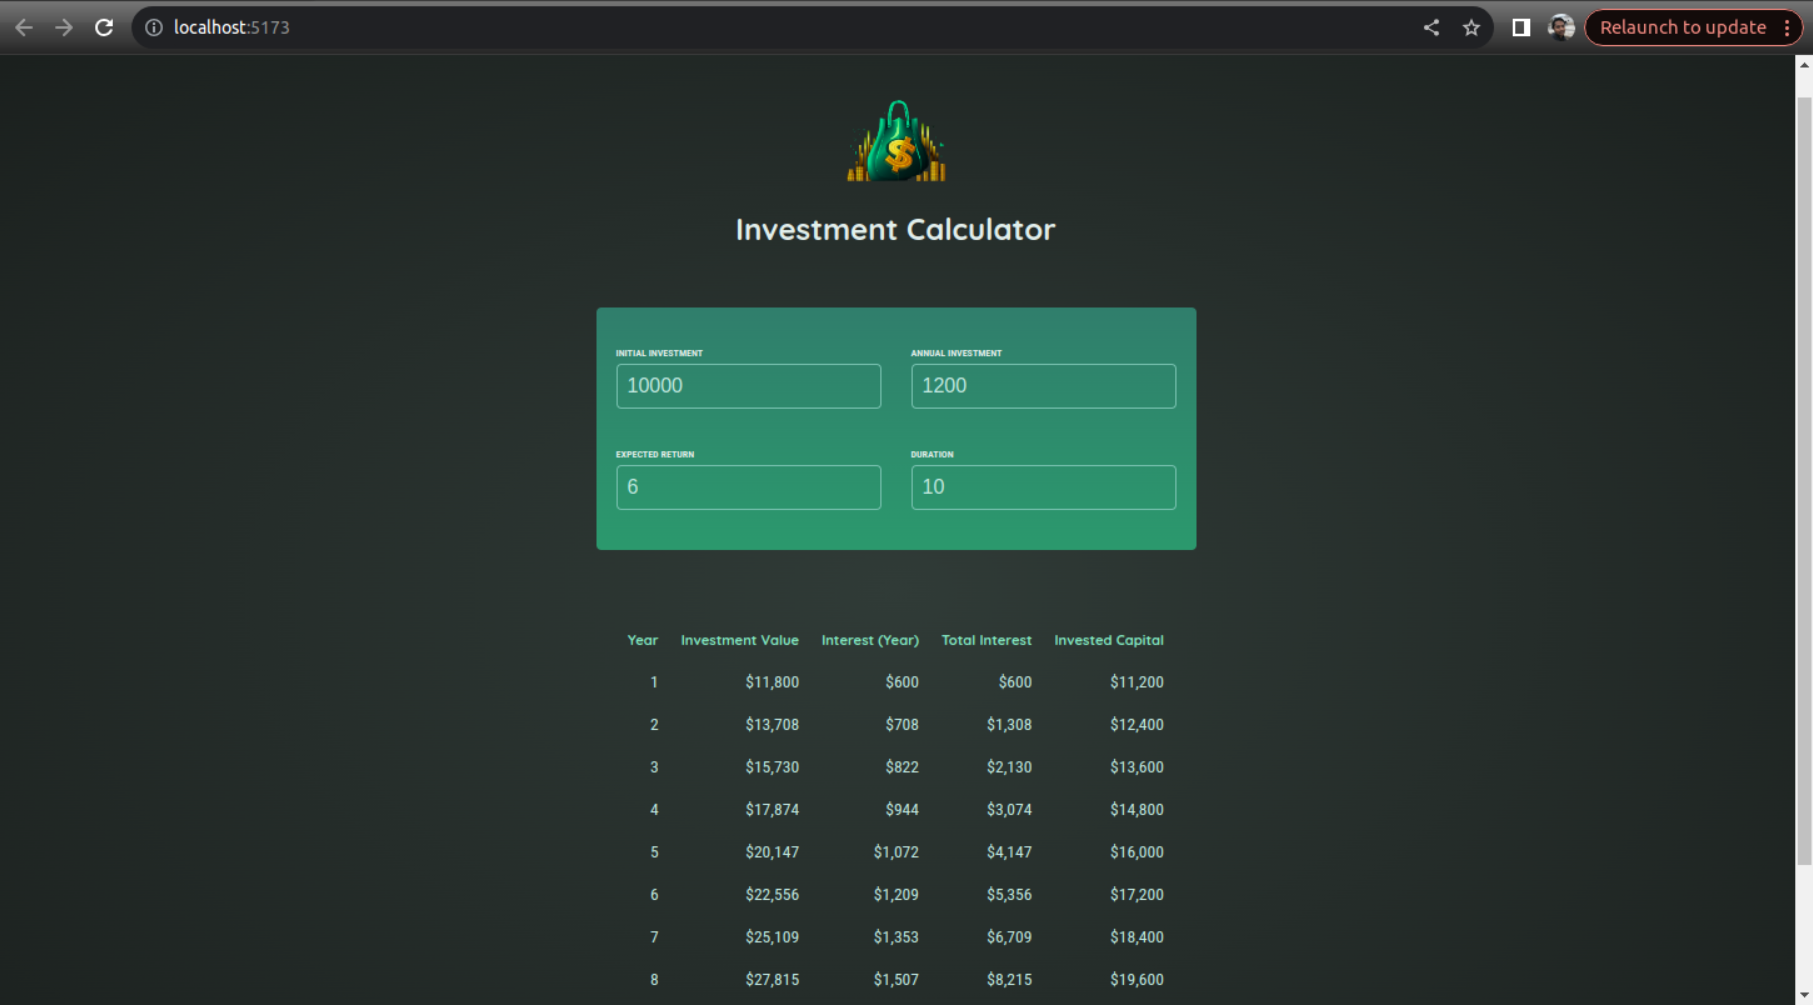 localhost:5173
Relaunch to update
$
Investment Calculator
INITIAL INVESTMENT ANNUAL INVESTMENT
10000 1200
EXPECTED RETURN DURATION
6 10
Year Investment Value Interest (Year) Total Interest Invested Capital
1 $11,800 $600 $600 $11,200
2 $13,708 $708 $1,308 $12,400
3 $15,730 $822 $2,130 $13,600
4 $17,874 $944 $3,074 $14,800
5 $20,147 $1,072 $4,147 $16,000
6 $22,556 $1,209 $5,356 $17,200
7 $25,109 $1,353 $6,709 $18,400
8 $27,815 $1,507 $8,215 $19,600